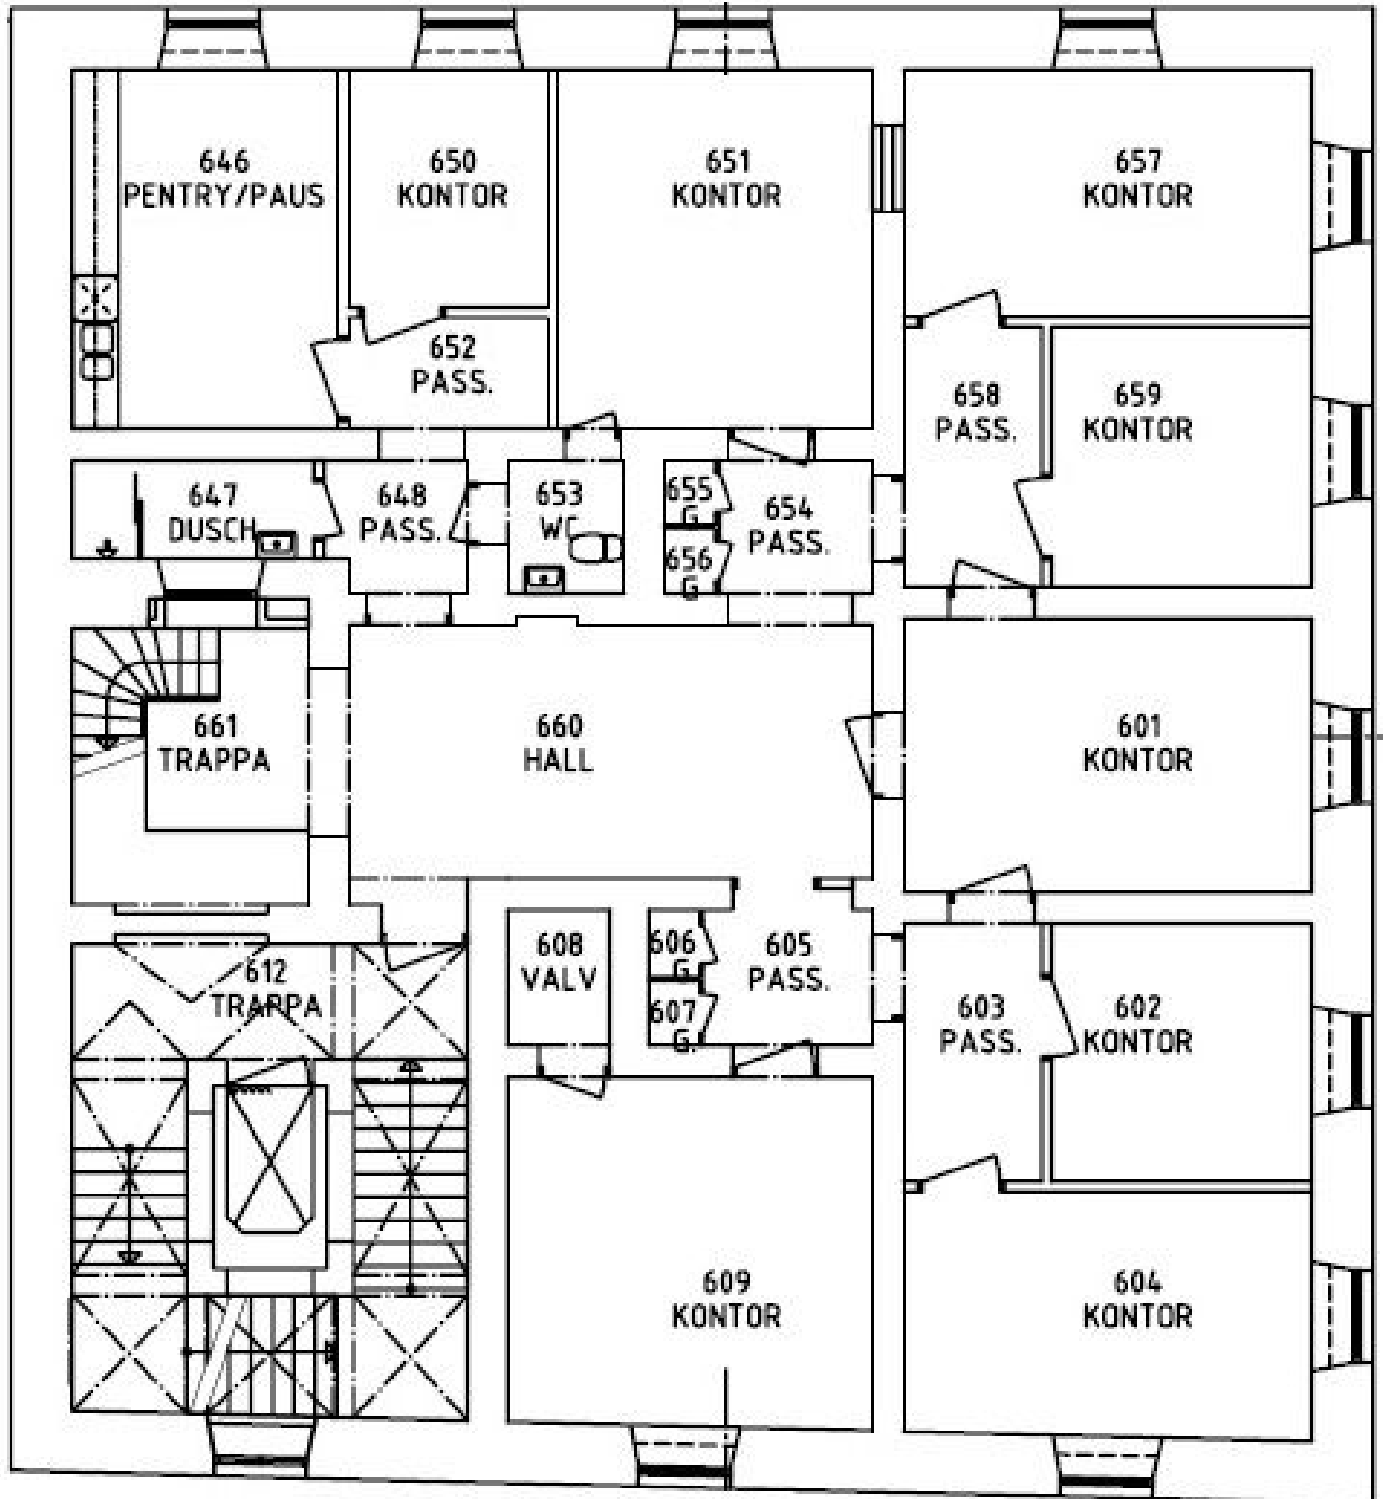 646
PENTRY/PAUS
650
KONTOR
651
KONTOR
657
KONTOR
652
PASS.
658
PASS.
659
KONTOR
647
DUSCH
648
PASS.
653
WC
655
G
654
PASS.
656
G
661
TRAPPA
660
HALL
601
KONTOR
612
TRAPPA
608
VALV
606
G.
605
PASS.
607
G.
603
PASS.
602
KONTOR
609
KONTOR
604
KONTOR